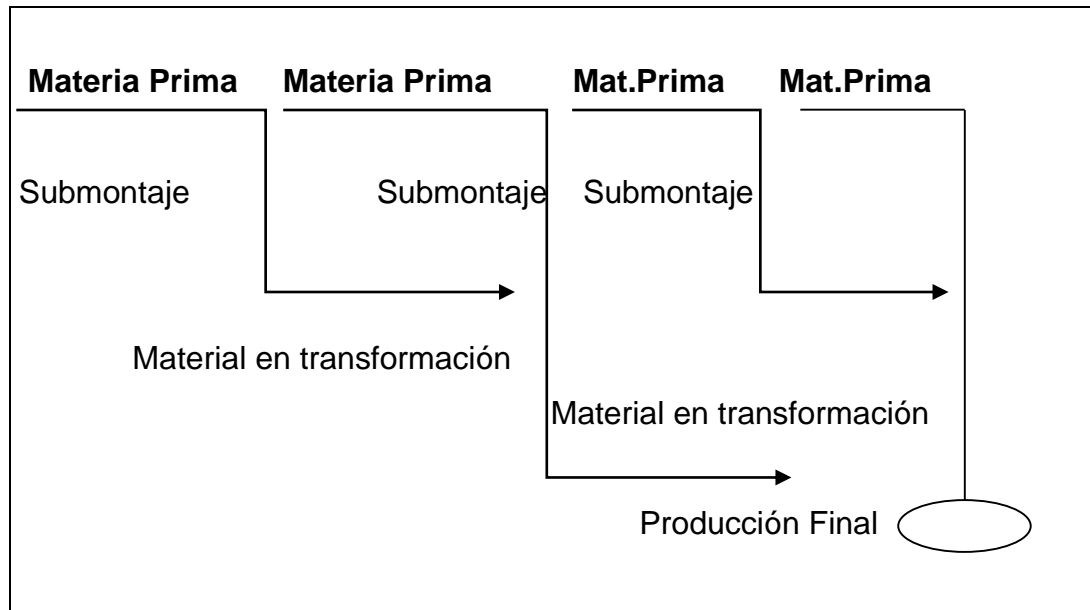 Materia Prima Materia Prima Mat.Prima Mat.Prima
Submontaje Submontaje Submontaje
Material en transformación
Material en transformación
Producción Final